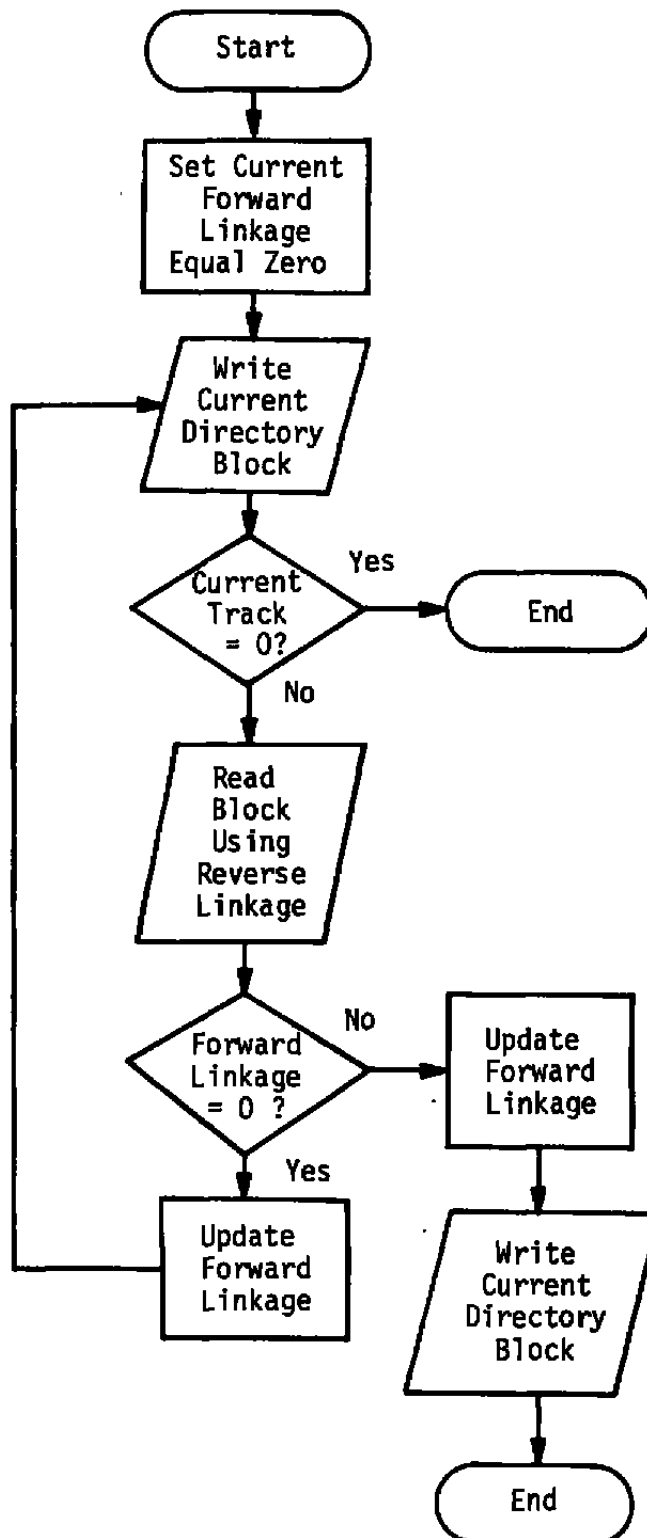 Start
Set Current
Forward
Linkage
Equal Zero
Write
Current
Directory
Block
Current
Track
= 0?
Yes
End
No
Read
Block
Using
Reverse
Linkage
Forward
Linkage
= 0 ?
No
Update
Forward
Linkage
Yes
Update
Forward
Linkage
Write
Current
Directory
Block
End